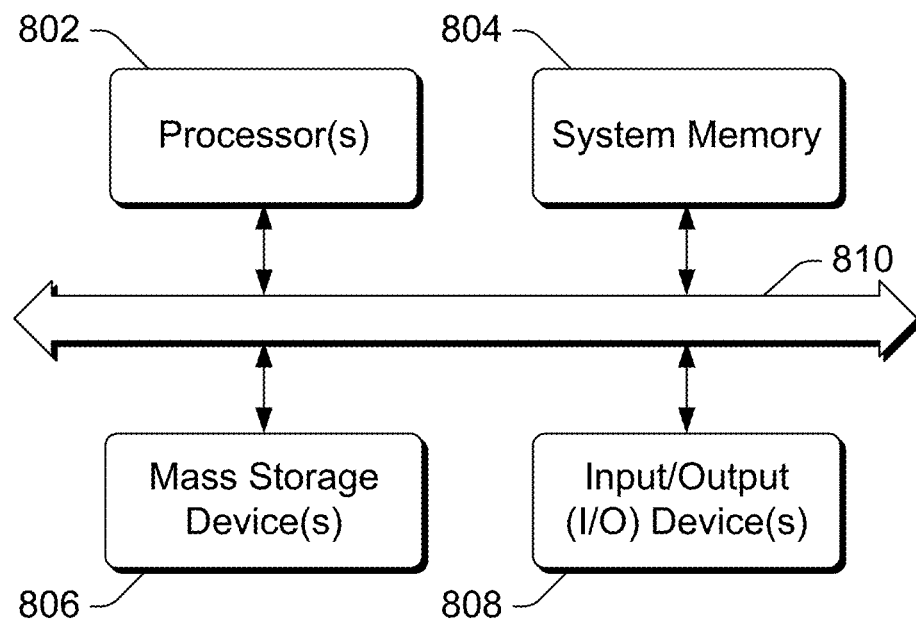 802
804
Processor(s)
System Memory
810
Mass Storage
Device(s)
Input/Output
(I/O) Device(s)
806
808